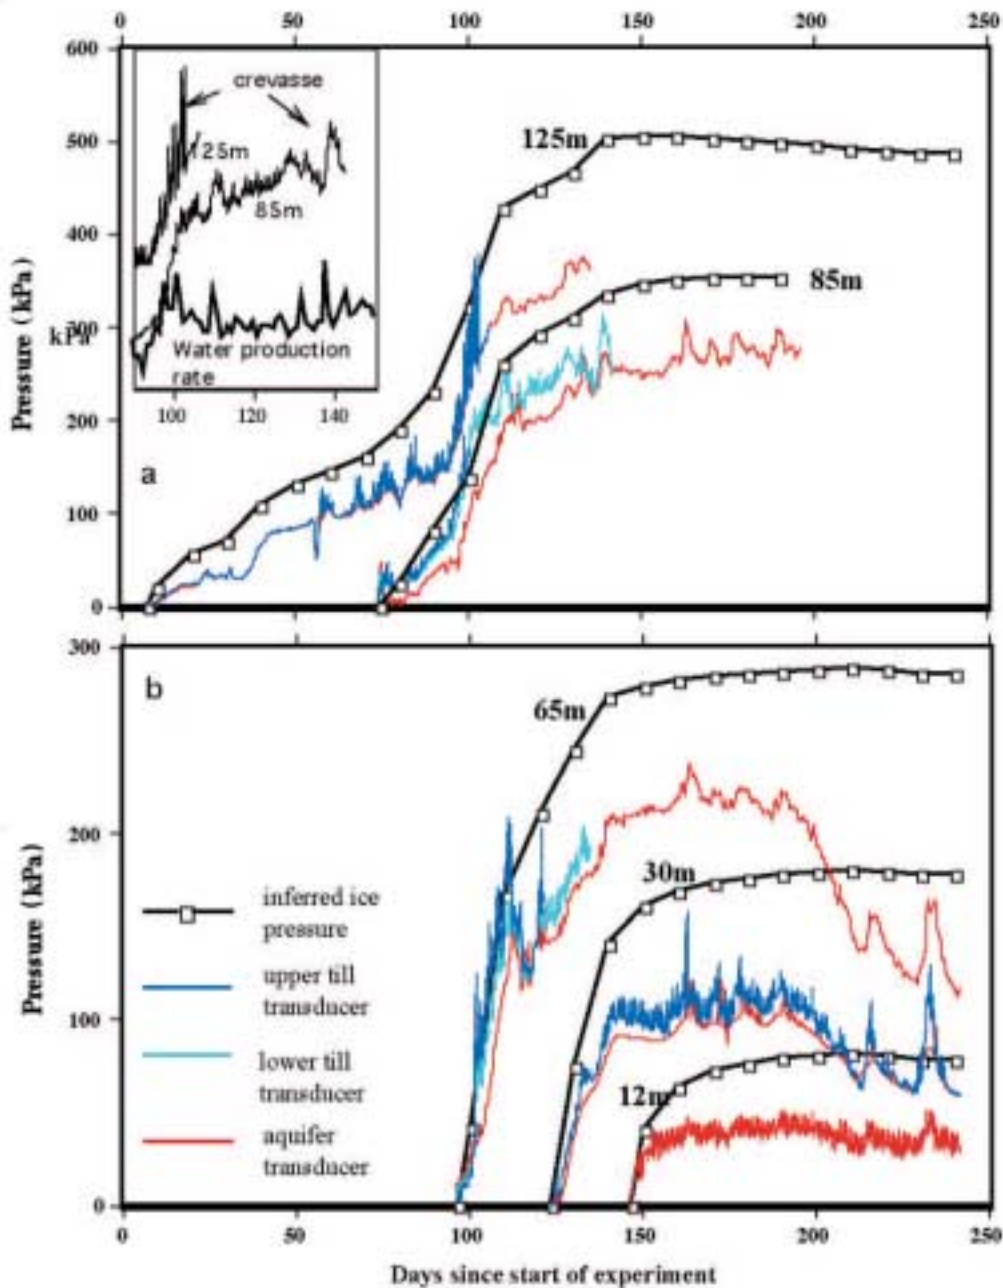 0 50 100 150 200 250
600
500
400
300
200
100
0
Pressure (kPa)
kPa
crevasse
125m
85m
Water production
rate
100 120 140
125m
85m
a
b
300
200
100
0
Pressure (kPa)
65m
30m
12m
inferred ice
pressure
upper till
transducer
lower till
transducer
aquifer
transducer
0 50 100 150 200 250
Days since start of experiment